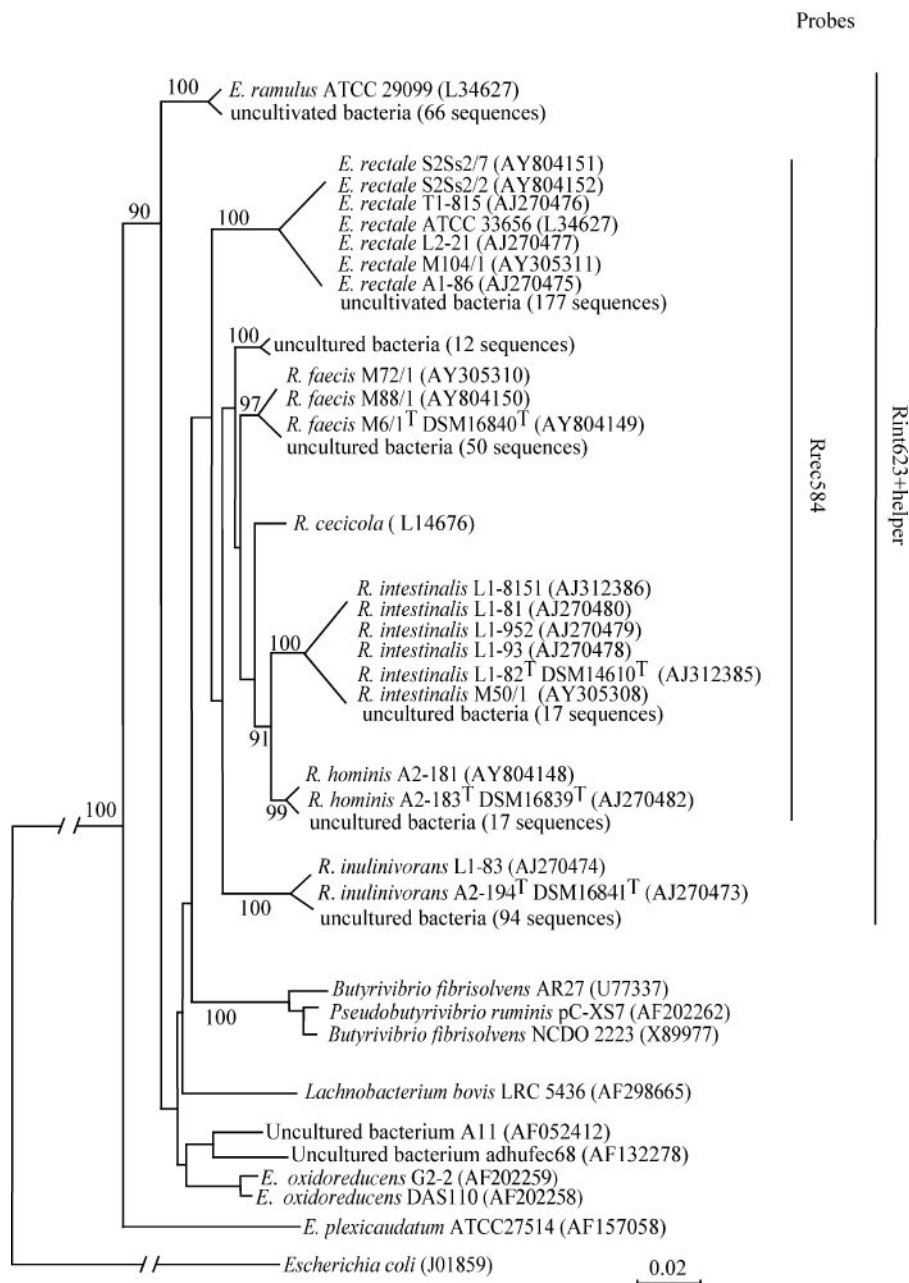 Probes
100
E. ramulus ATCC 29099 (L34627)
uncultivated bacteria (66 sequences)
E. rectale S2Ss2/7 (AY804151)
E. rectale S2Ss2/2 (AY804152)
90
E. rectale T1-815 (AJ270476)
100
E. rectale ATCC 33656 (L34627)
E. rectale L2-21 (AJ270477)
E. rectale M104/1 (AY305311)
E. rectale A1-86 (AJ270475)
uncultivated bacteria (177 sequences)
100
uncultured bacteria (12 sequences)
R. faecis M72/1 (AY305310)
R. faecis M88/1 (AY804150)
97
R. faecis M6/1T DSM16840T (AY804149)
uncultured bacteria (50 sequences)
Rrec584
Rint623+helper
R. cecicola ( L14676)
R. intestinalis L1-8151 (AJ312386)
R. intestinalis L1-81 (AJ270480)
R. intestinalis L1-952 (AJ270479)
100
R. intestinalis L1-93 (AJ270478)
R. intestinalis L1-82T DSM14610T (AJ312385)
R. intestinalis M50/1 (AY305308)
uncultured bacteria (17 sequences)
91
R. hominis A2-181 (AY804148)
R. hominis A2-183T DSM16839T (AJ270482)
99
uncultured bacteria (17 sequences)
100
R. inulinivorans L1-83 (AJ270474)
R. inulinivorans A2-194T DSM16841T (AJ270473)
100
uncultured bacteria (94 sequences)
Butyrivibrio fibrisolvens AR27 (U77337)
100
Pseudobutyrivibrio ruminis pC-XS7 (AF202262)
Butyrivibrio fibrisolvens NCDO 2223 (X89977)
Lachnobacterium bovis LRC 5436 (AF298665)
Uncultured bacterium A11 (AF052412)
Uncultured bacterium adhufec68 (AF132278)
E. oxidoreducens G2-2 (AF202259)
E. oxidoreducens DAS110 (AF202258)
E. plexicaudatum ATCC27514 (AF157058)
Escherichia coli (J01859)
0.02